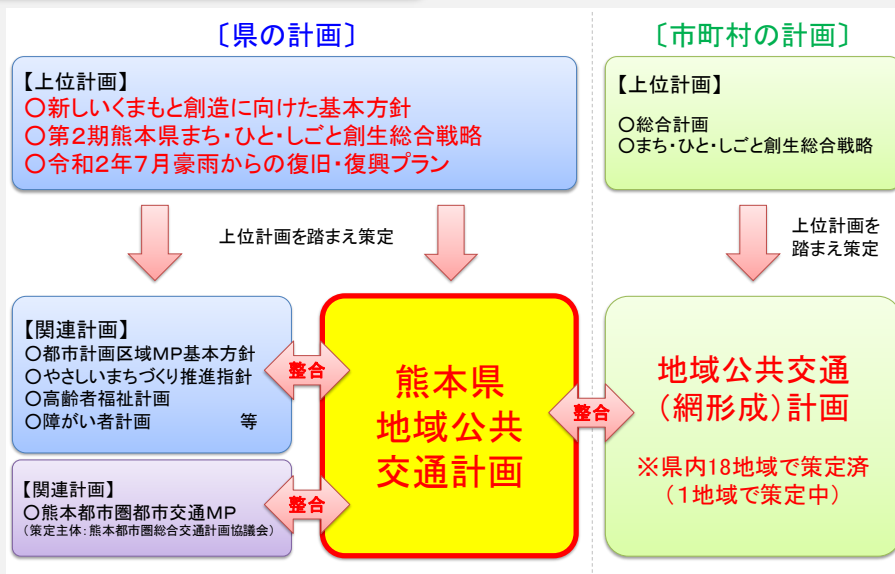 〔県の計画〕
【上位計画】
〇新しいくまもと創造に向けた基本方針
〇第2期熊本県まち・ひと・しごと創生総合戦略
〇令和2年7月豪雨からの復旧・復興プラン
上位計画を踏まえ策定
【関連計画】
〇都市計画区域MP基本方針
〇やさしいまちづくり推進指針
〇高齢者福祉計画
〇障がい者計画 等
整合
【関連計画】
〇熊本都市圏都市交通MP
(策定主体:熊本都市圏総合交通計画協議会)
整合
熊本県
地域公共
交通計画
整合
〔市町村の計画〕
【上位計画】
〇総合計画
〇まち・ひと・しごと創生総合戦略
上位計画を
踏まえ策定
地域公共交通
(網形成)計画
※県内18地域で策定済
(1地域で策定中)